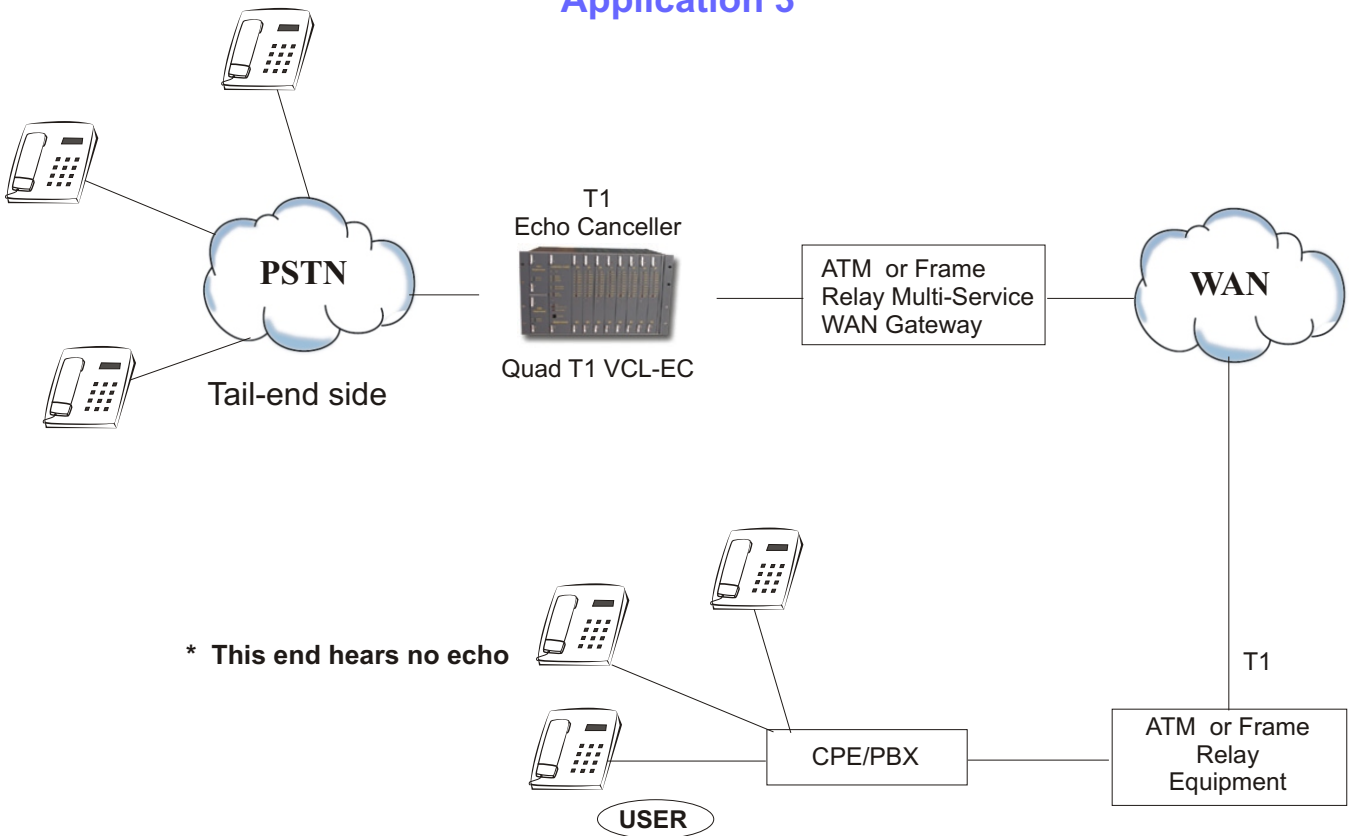 Application 3
T1
Echo Canceller
PSTN
ATM or Frame
Relay Multi-Service
WAN Gateway
WAN
Quad T1 VCL-EC
Tail-end side
* This end hears no echo
T1
ATM or Frame
Relay
Equipment
CPE/PBX
USER